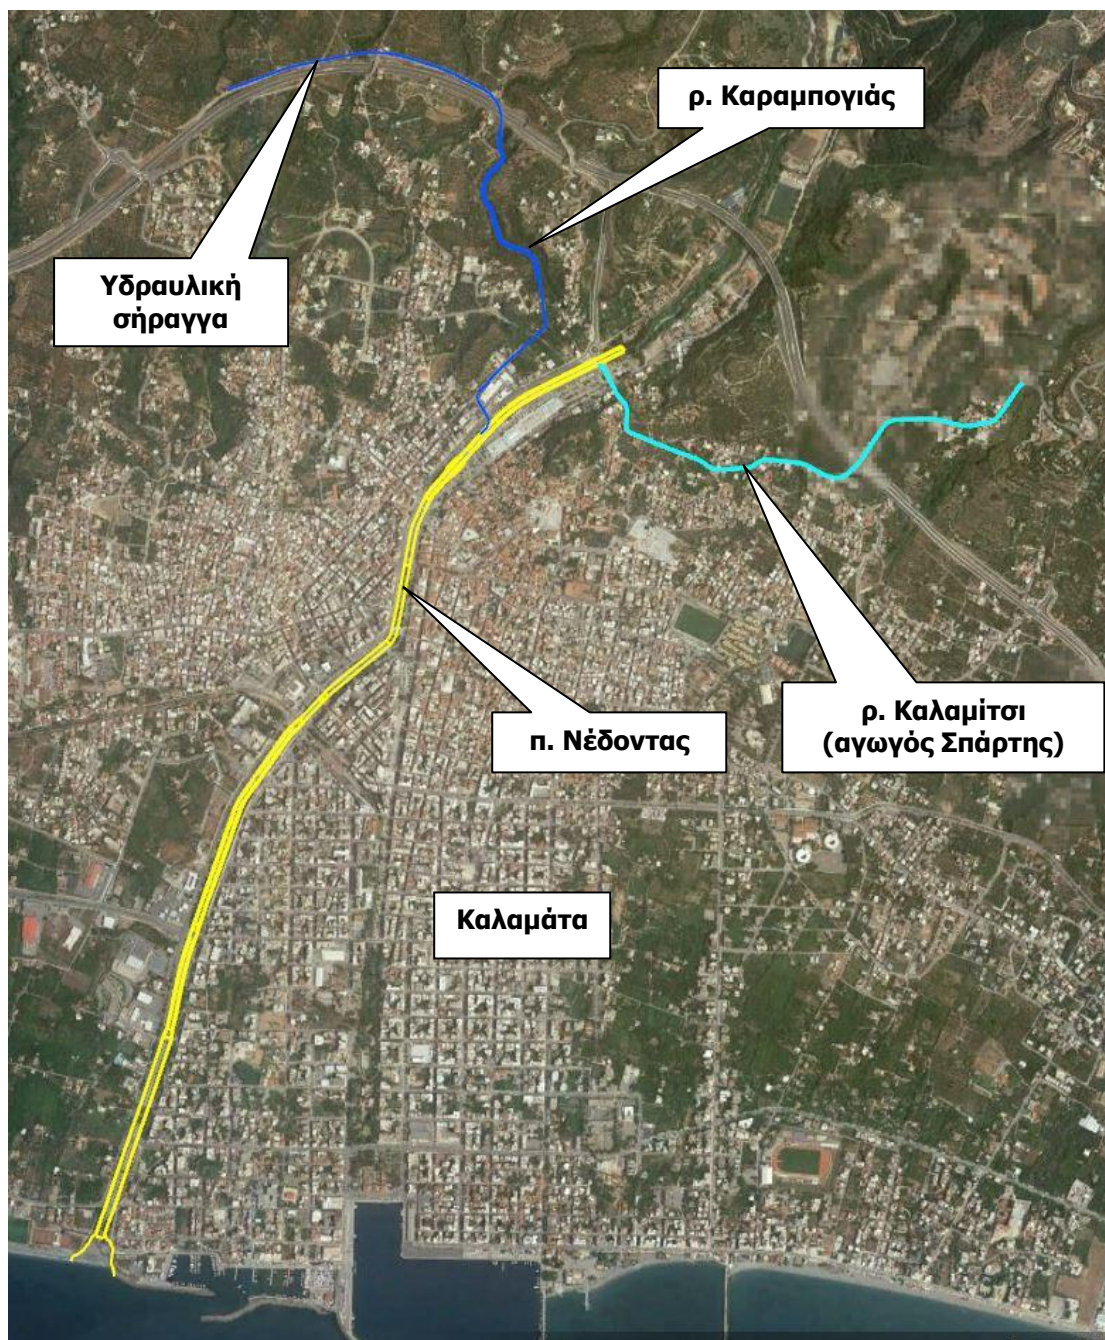 ρ. Καραμπογιάς
Υδραυλική
σήραγγα
π. Νέδοντας
ρ. Καλαμίτσι
(αγωγός Σπάρτης)
Καλαμάτα